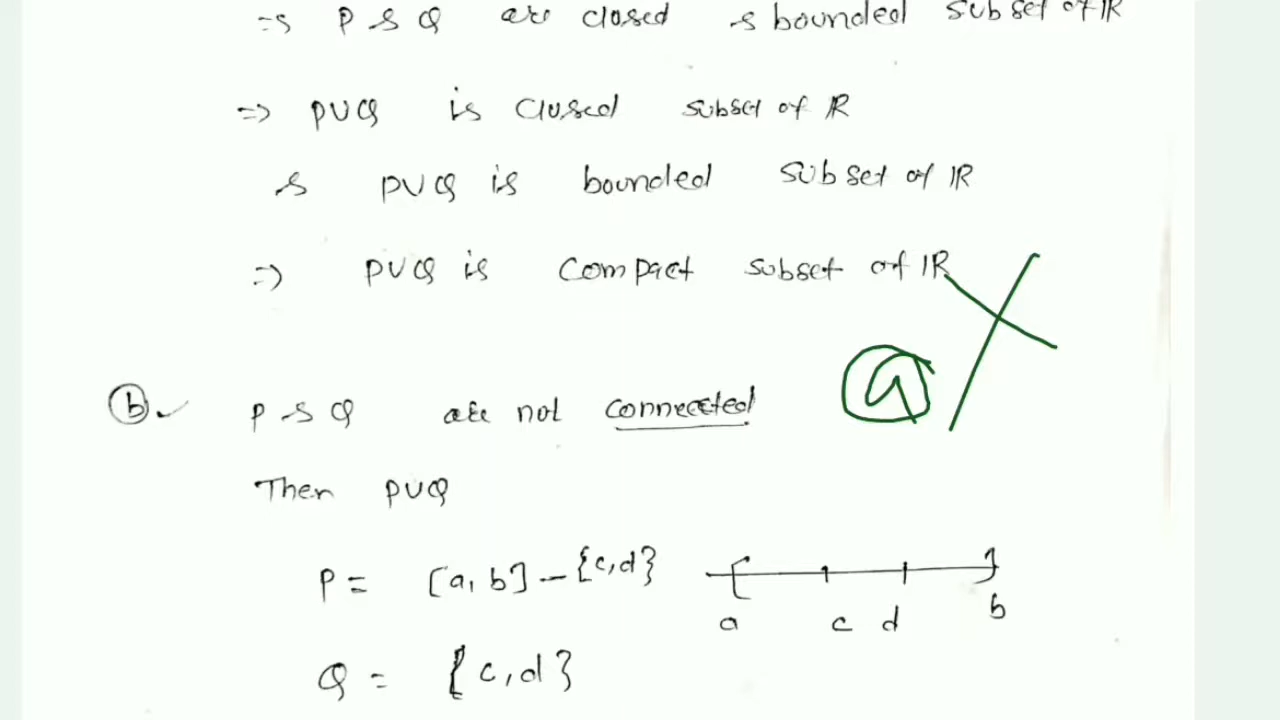 ⇒ P & Q are closed & bounded subset of IR
⇒ PUQ is closed subset of IR
& PUQ is bounded subset of IR
⇒ PUQ is compact subset of IR
a
b P & Q are not connected
Then PUQ
P = [a, b] - {c, d}
a c d b
Q = {c, d}